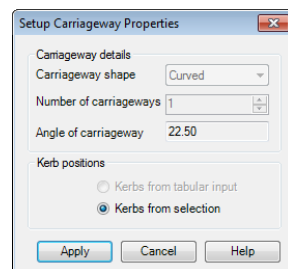 Setup Carriageway Properties
Carriageway details
Carriageway shape Curved
Number of carriageways 1
Angle of carriageway 22.50
Kerb positions
Kerbs from tabular input
Kerbs from selection
Apply Cancel Help